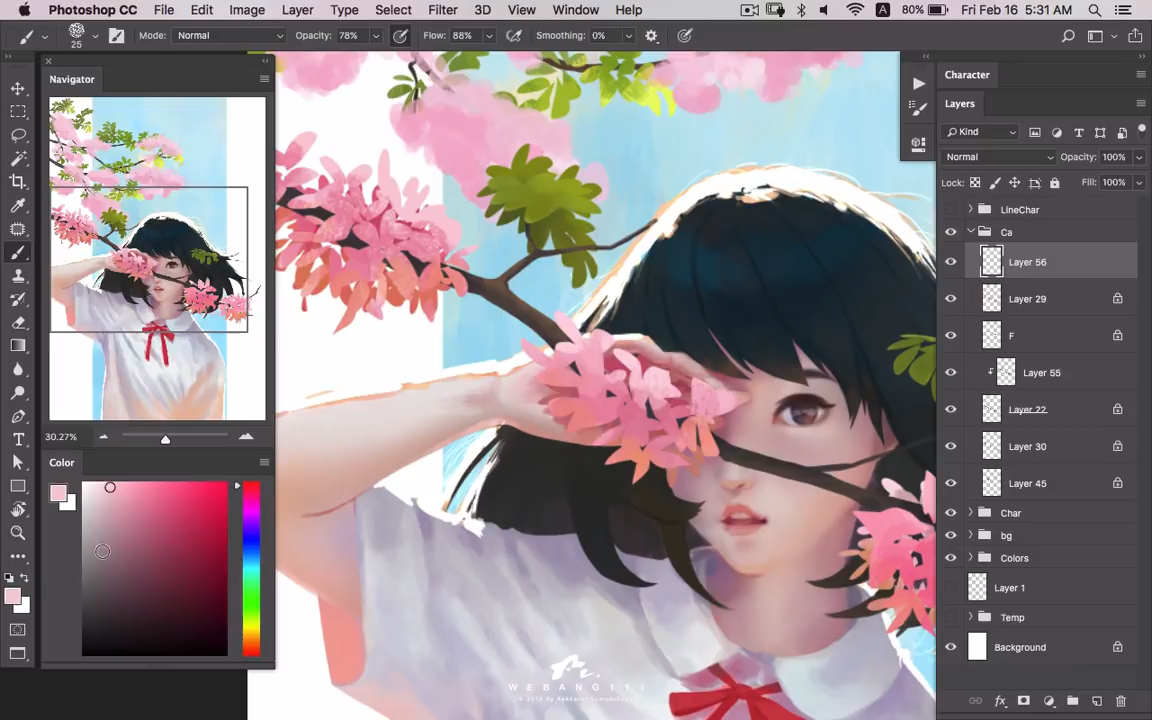 Photoshop CC File Edit Image Layer Type Select Filter 3D View Window Help A 80% Fri Feb 16 5:31 AM
25 Mode: Normal Opacity: 78% Flow: 88% Smoothing: 0%
Navigator
30.27%
Color
WEBANG111
Character
Layers
Kind
Normal Opacity: 100%
Lock: Fill: 100%
LineChar
Ca
Layer 56
Layer 29
F
Layer 55
Layer 22
Layer 30
Layer 45
Char
bg
Colors
Layer 1
Temp
Background
fx